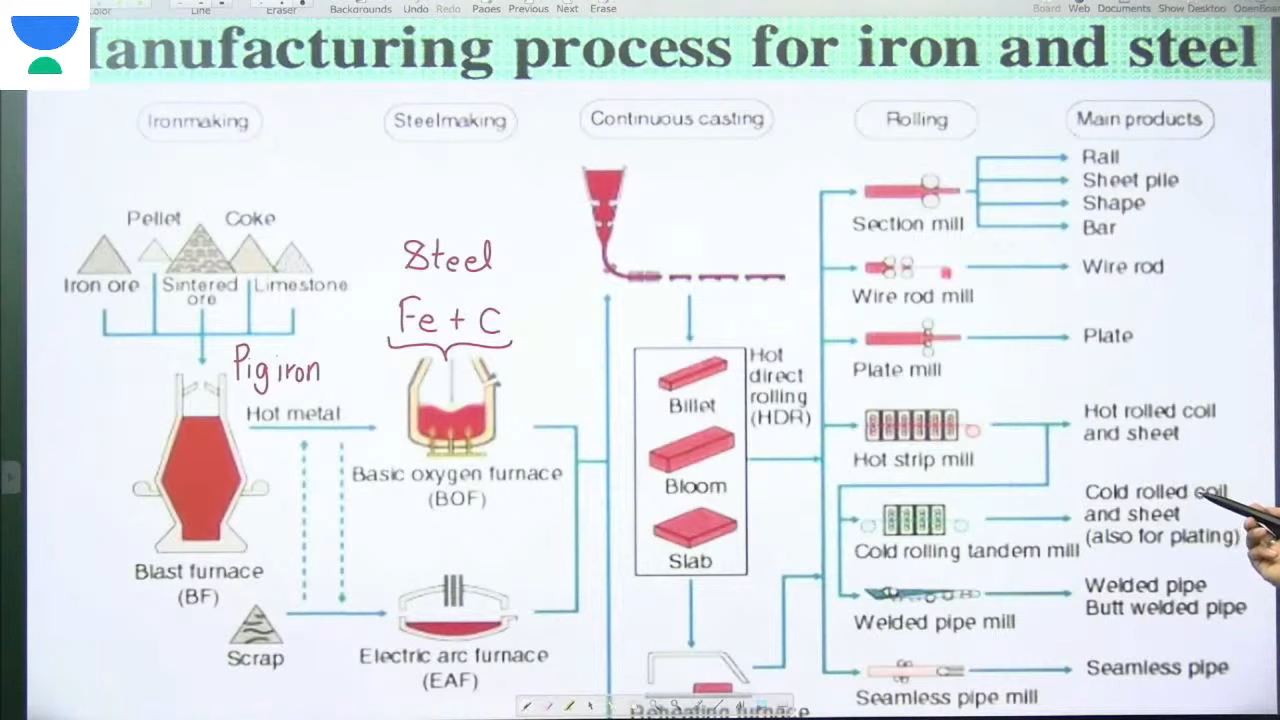 Color
Line
Eraser
Backgrounds
Undo
Redo
Pages
Previous
Next
Erase
Board
Web
Documents
Show Desktop
Manufacturing process for iron and steel
Ironmaking
Steelmaking
Continuous casting
Rolling
Main products
Pellet
Coke
Iron ore
Sintered
ore
Limestone
Steel
Fe + C
Pig iron
Hot metal
Blast furnace
(BF)
Scrap
Basic oxygen furnace
(BOF)
Electric arc furnace
(EAF)
Billet
Bloom
Slab
Hot
direct
rolling
(HDR)
Reheating furnace
Section mill
Wire rod mill
Plate mill
Hot strip mill
Cold rolling tandem mill
Welded pipe mill
Seamless pipe mill
Rail
Sheet pile
Shape
Bar
Wire rod
Plate
Hot rolled coil
and sheet
Cold rolled coil
and sheet
(also for plating)
Welded pipe
Butt welded pipe
Seamless pipe